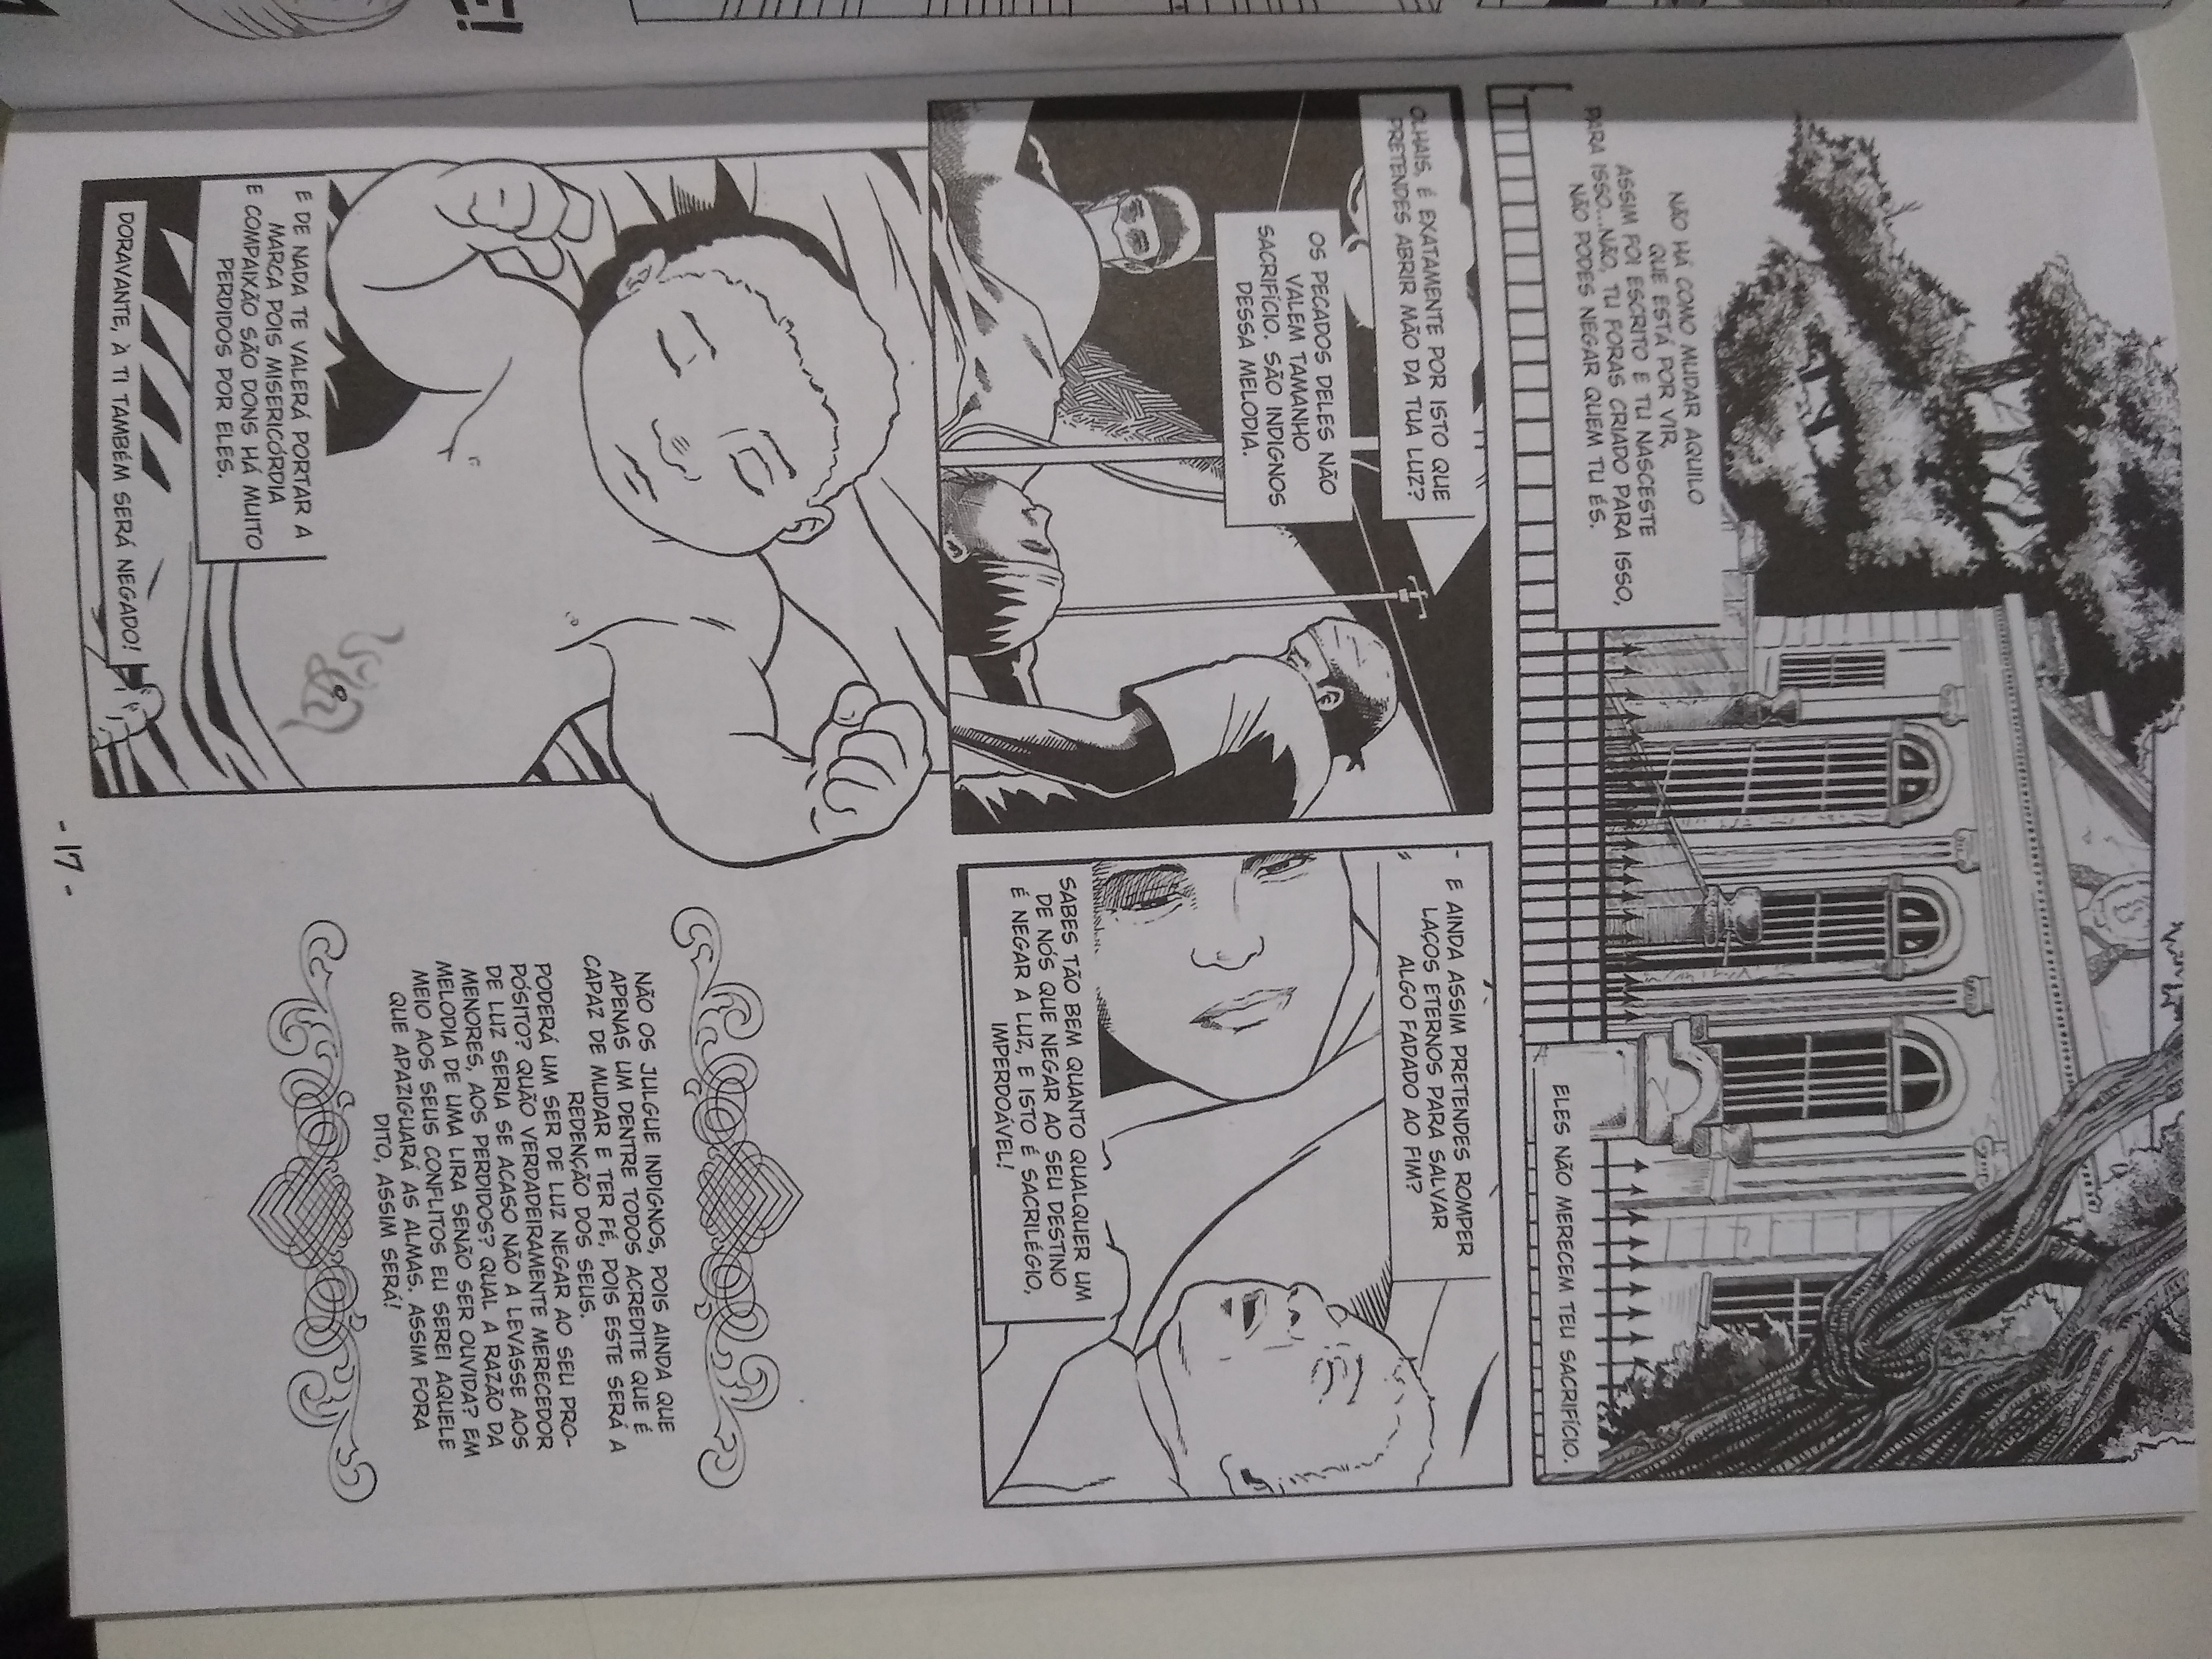 NÃO HÁ COMO MUDAR AQUILO
QUE ESTÁ POR VIR,
ASSIM FOI ESCRITO E TU NASCESTE
PARA ISSO...NÃO, TU FORAS CRIADO PARA ISSO,
NÃO PODES NEGAR QUEM TU ÉS.
ELES NÃO MERECEM TEU SACRIFÍCIO.
OLHAIS, É EXATAMENTE POR ISTO QUE
PRETENDES ABRIR MÃO DA TUA LUZ?
OS PECADOS DELES NÃO
VALEM TAMANHO
SACRIFÍCIO. SÃO INDIGNOS
DESSA MELODIA.
E AINDA ASSIM PRETENDES ROMPER
LAÇOS ETERNOS PARA SALVAR
ALGO FADADO AO FIM?
SABES TÃO BEM QUANTO QUALQUER UM
DE NÓS QUE NEGAR AO SEU DESTINO
É NEGAR A LUZ, E ISTO É SACRILÉGIO,
IMPERDOÁVEL!
E DE NADA TE VALERÁ PORTAR A
MARCA POIS MISERICÓRDIA
E COMPAIXÃO SÃO DONS HÁ MUITO
PERDIDOS POR ELES.
DORAVANTE, À TI TAMBÉM SERÁ NEGADO!
NÃO OS JULGUE INDIGNOS, POIS AINDA QUE
APENAS UM DENTRE TODOS ACREDITE QUE É
CAPAZ DE MUDAR E TER FÉ, POIS ESTE SERÁ A
REDENÇÃO DOS SEUS.
PODERÁ UM SER DE LUZ NEGAR AO SEU PRO-
PÓSITO? QUÃO VERDADEIRAMENTE MERECEDOR
DE LUZ SERIA SE ACASO NÃO A LEVASSE AOS
MENORES, AOS PERDIDOS? QUAL A RAZÃO DA
MELODIA DE UMA LIRA SENÃO SER OUVIDA? EM
MEIO AOS SEUS CONFLITOS EU SEREI AQUELE
QUE APAZIGUARÁ AS ALMAS. ASSIM FORA
DITO, ASSIM SERÁ!
- 17 -
E!